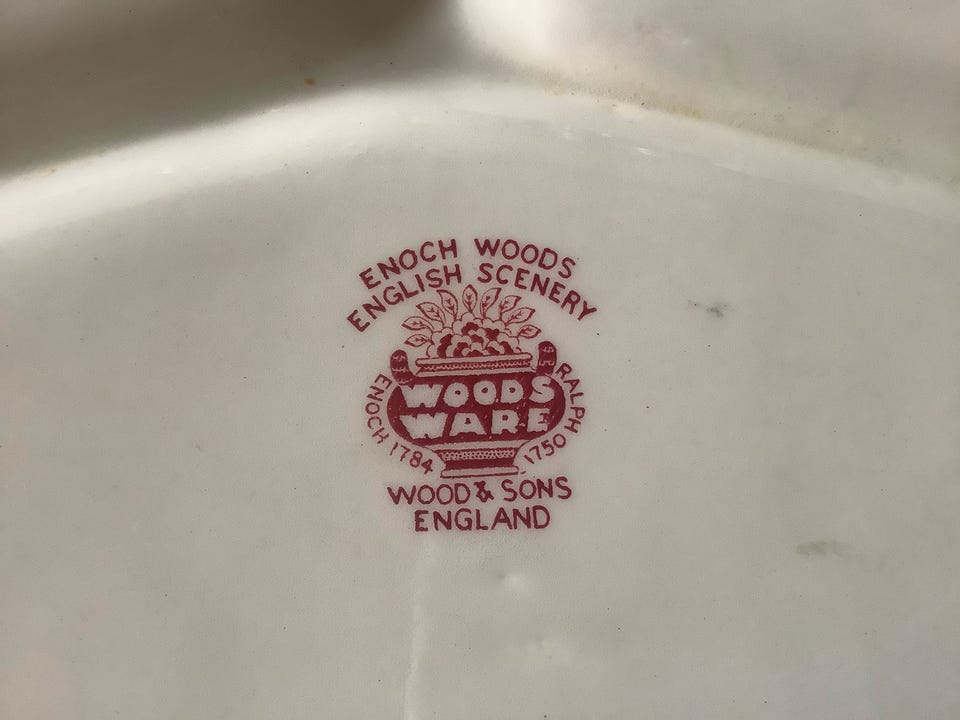 ENOCH WOODS
ENGLISH SCENERY
WOODS
WARE
ENOCH 1784
RALPH 1750
WOOD & SONS
ENGLAND